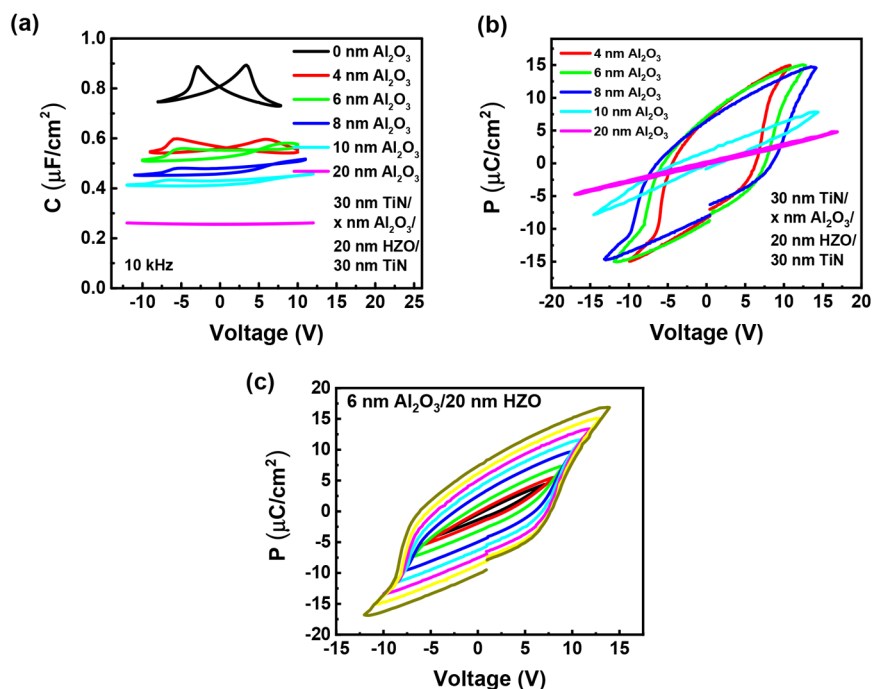 (a)
1.0
0.8
0.6
0.4
0.2
0.0
C (µF/cm²)
0 nm Al₂O₃
4 nm Al₂O₃
6 nm Al₂O₃
8 nm Al₂O₃
10 nm Al₂O₃
20 nm Al₂O₃
30 nm TiN/
x nm Al₂O₃/
20 nm HZO/
30 nm TiN
10 kHz
-10 -5 0 5 10 15 20 25
Voltage (V)
(b)
20
15
10
5
0
-5
-10
-15
P (µC/cm²)
4 nm Al₂O₃
6 nm Al₂O₃
8 nm Al₂O₃
10 nm Al₂O₃
20 nm Al₂O₃
30 nm TiN/
x nm Al₂O₃/
20 nm HZO/
30 nm TiN
-20 -15 -10 -5 0 5 10 15 20
Voltage (V)
(c)
6 nm Al₂O₃/20 nm HZO
20
15
10
5
0
-5
-10
-15
-20
P (µC/cm²)
-15 -10 -5 0 5 10 15
Voltage (V)